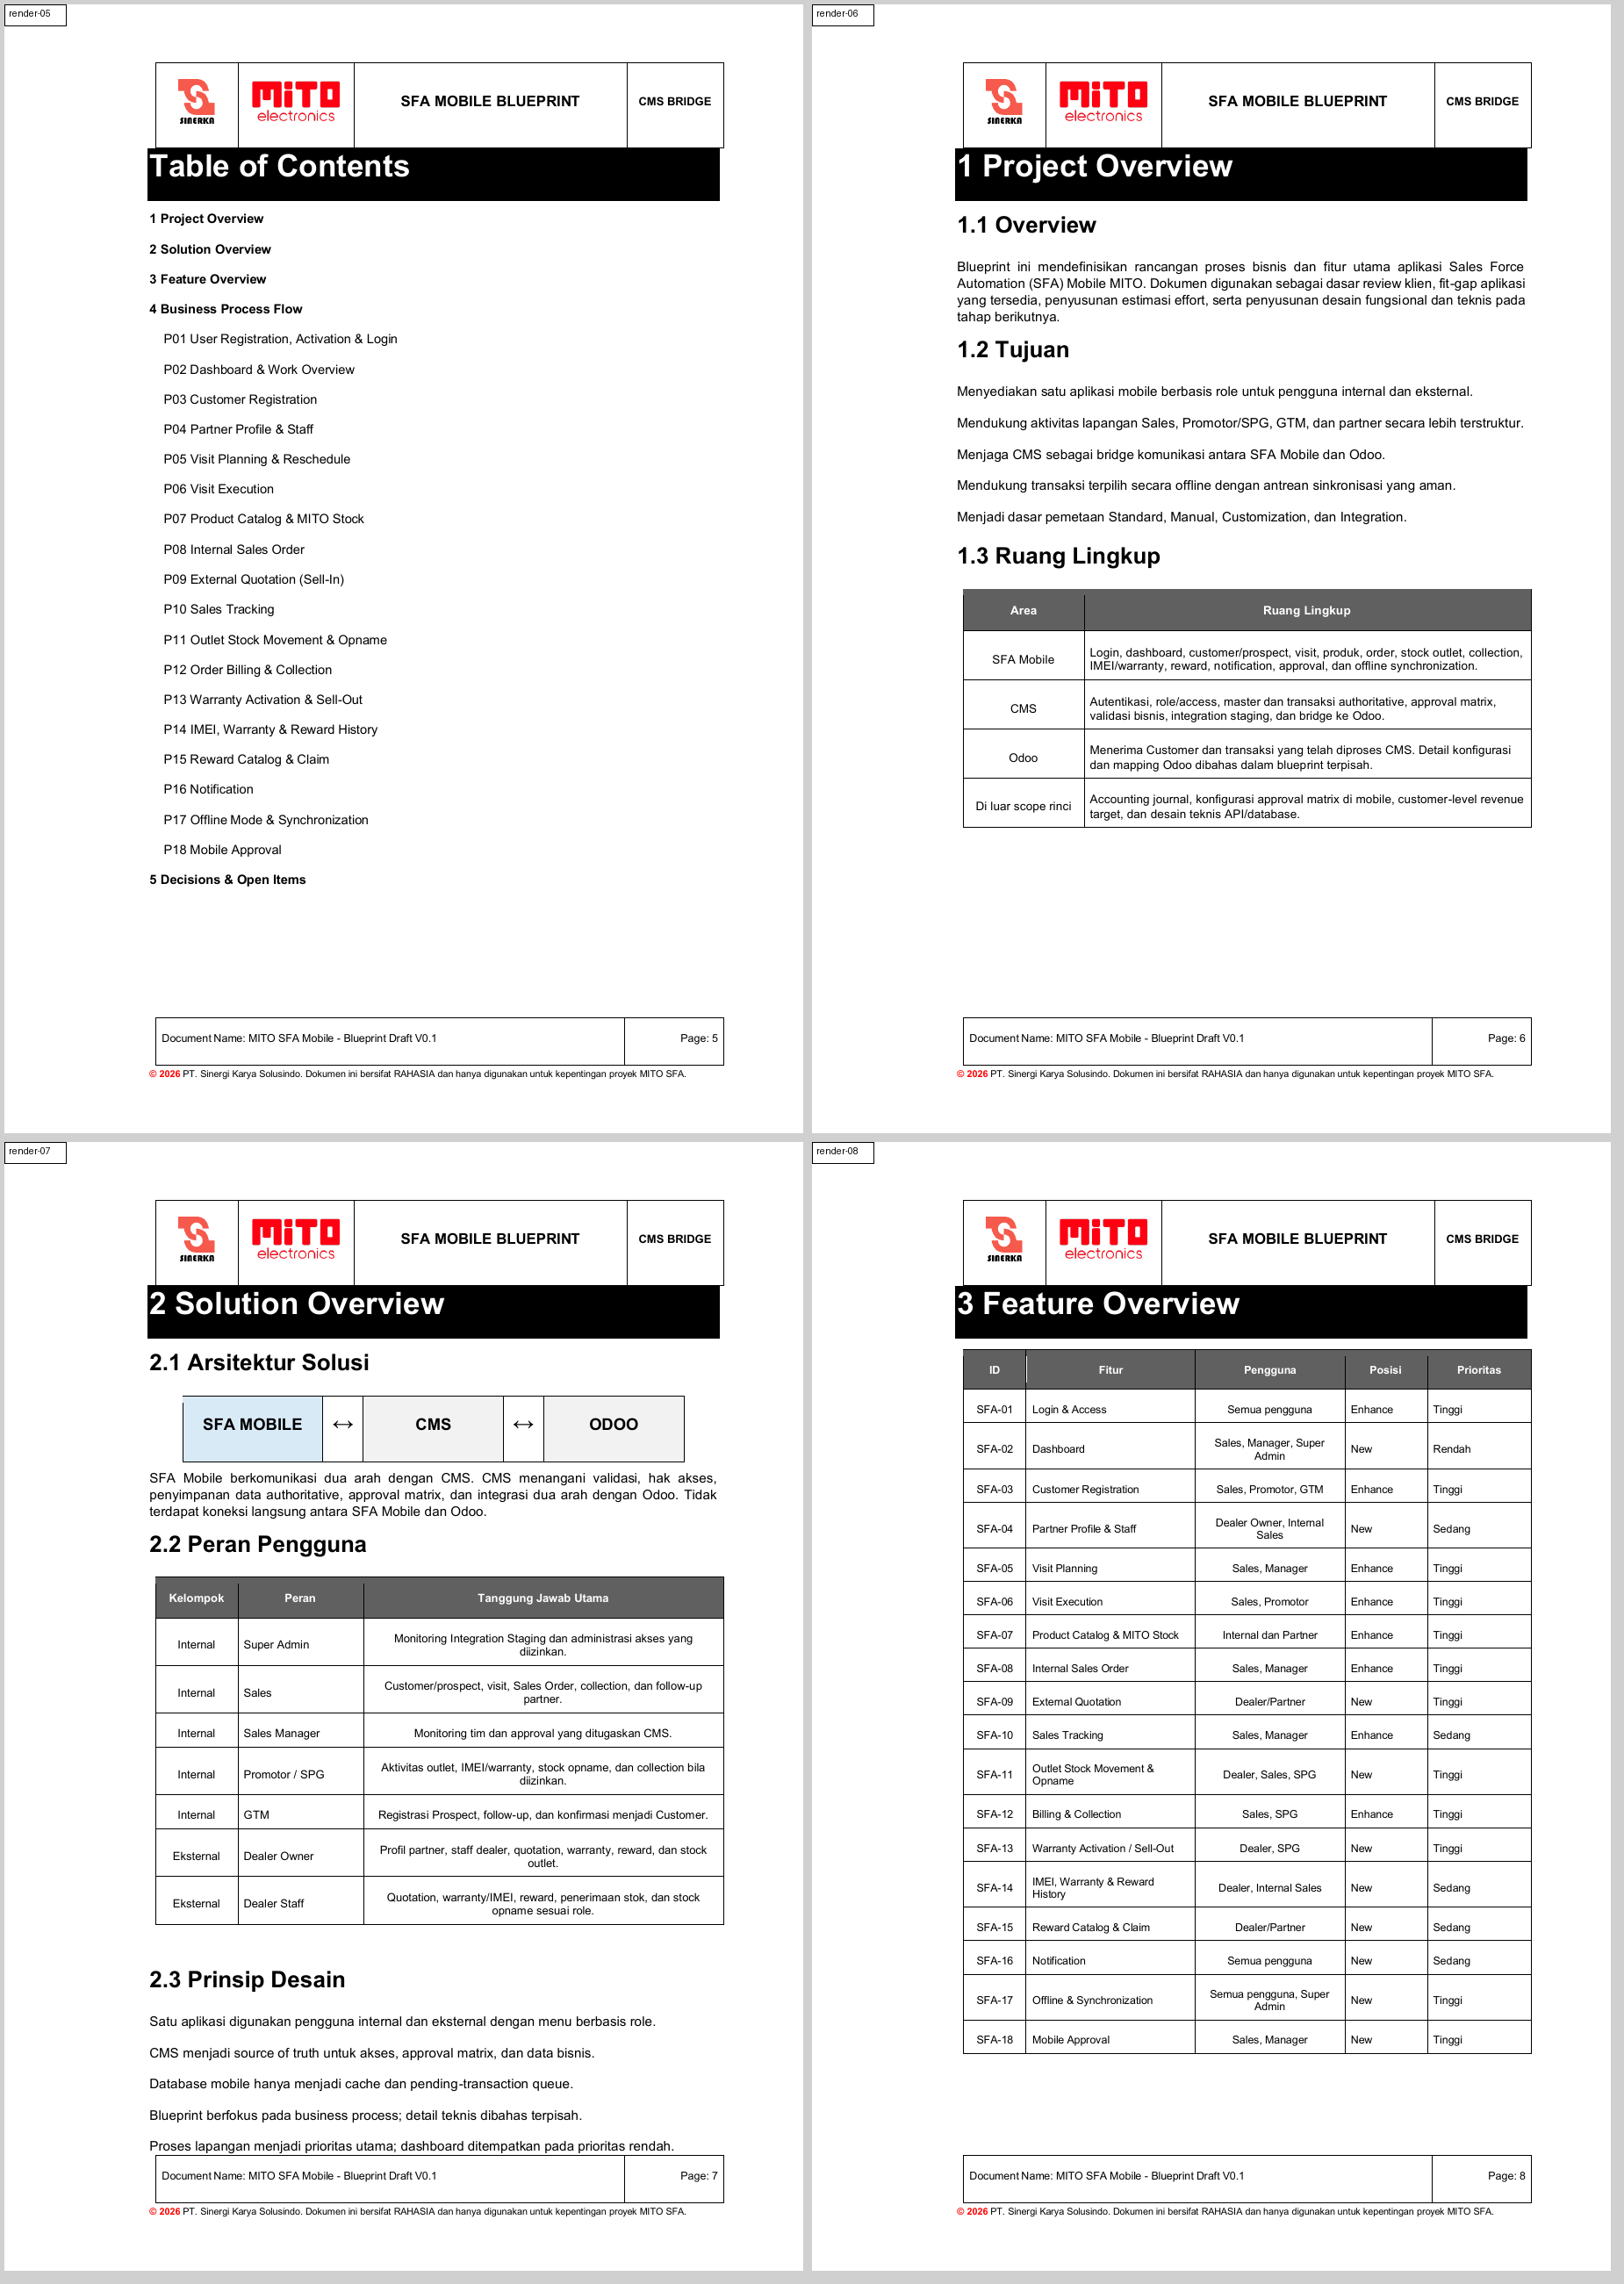 render-05
SINERKA
MiTO
electronics
SFA MOBILE BLUEPRINT
CMS BRIDGE
Table of Contents
1 Project Overview
2 Solution Overview
3 Feature Overview
4 Business Process Flow
P01 User Registration, Activation & Login
P02 Dashboard & Work Overview
P03 Customer Registration
P04 Partner Profile & Staff
P05 Visit Planning & Reschedule
P06 Visit Execution
P07 Product Catalog & MITO Stock
P08 Internal Sales Order
P09 External Quotation (Sell-In)
P10 Sales Tracking
P11 Outlet Stock Movement & Opname
P12 Order Billing & Collection
P13 Warranty Activation & Sell-Out
P14 IMEI, Warranty & Reward History
P15 Reward Catalog & Claim
P16 Notification
P17 Offline Mode & Synchronization
P18 Mobile Approval
5 Decisions & Open Items
Document Name: MITO SFA Mobile - Blueprint Draft V0.1
Page: 5
© 2026 PT. Sinergi Karya Solusindo. Dokumen ini bersifat RAHASIA dan hanya digunakan untuk kepentingan proyek MITO SFA.
render-06
SINERKA
MiTO
electronics
SFA MOBILE BLUEPRINT
CMS BRIDGE
1 Project Overview
1.1 Overview
Blueprint ini mendefinisikan rancangan proses bisnis dan fitur utama aplikasi Sales Force
Automation (SFA) Mobile MITO. Dokumen digunakan sebagai dasar review klien, fit-gap aplikasi
yang tersedia, penyusunan estimasi effort, serta penyusunan desain fungsional dan teknis pada
tahap berikutnya.
1.2 Tujuan
Menyediakan satu aplikasi mobile berbasis role untuk pengguna internal dan eksternal.
Mendukung aktivitas lapangan Sales, Promotor/SPG, GTM, dan partner secara lebih terstruktur.
Menjaga CMS sebagai bridge komunikasi antara SFA Mobile dan Odoo.
Mendukung transaksi terpilih secara offline dengan antrean sinkronisasi yang aman.
Menjadi dasar pemetaan Standard, Manual, Customization, dan Integration.
1.3 Ruang Lingkup
Area
Ruang Lingkup
SFA Mobile
Login, dashboard, customer/prospect, visit, produk, order, stock outlet, collection,
IMEI/warranty, reward, notification, approval, dan offline synchronization.
CMS
Autentikasi, role/access, master dan transaksi authoritative, approval matrix,
validasi bisnis, integration staging, dan bridge ke Odoo.
Odoo
Menerima Customer dan transaksi yang telah diproses CMS. Detail konfigurasi
dan mapping Odoo dibahas dalam blueprint terpisah.
Di luar scope rinci
Accounting journal, konfigurasi approval matrix di mobile, customer-level revenue
target, dan desain teknis API/database.
Document Name: MITO SFA Mobile - Blueprint Draft V0.1
Page: 6
© 2026 PT. Sinergi Karya Solusindo. Dokumen ini bersifat RAHASIA dan hanya digunakan untuk kepentingan proyek MITO SFA.
render-07
SINERKA
MiTO
electronics
SFA MOBILE BLUEPRINT
CMS BRIDGE
2 Solution Overview
2.1 Arsitektur Solusi
SFA MOBILE ↔ CMS ↔ ODOO
SFA Mobile berkomunikasi dua arah dengan CMS. CMS menangani validasi, hak akses,
penyimpanan data authoritative, approval matrix, dan integrasi dua arah dengan Odoo. Tidak
terdapat koneksi langsung antara SFA Mobile dan Odoo.
2.2 Peran Pengguna
Kelompok
Peran
Tanggung Jawab Utama
Internal
Super Admin
Monitoring Integration Staging dan administrasi akses yang
diizinkan.
Internal
Sales
Customer/prospect, visit, Sales Order, collection, dan follow-up
partner.
Internal
Sales Manager
Monitoring tim dan approval yang ditugaskan CMS.
Internal
Promotor / SPG
Aktivitas outlet, IMEI/warranty, stock opname, dan collection bila
diizinkan.
Internal
GTM
Registrasi Prospect, follow-up, dan konfirmasi menjadi Customer.
Eksternal
Dealer Owner
Profil partner, staff dealer, quotation, warranty, reward, dan stock
outlet.
Eksternal
Dealer Staff
Quotation, warranty/IMEI, reward, penerimaan stok, dan stock
opname sesuai role.
2.3 Prinsip Desain
Satu aplikasi digunakan pengguna internal dan eksternal dengan menu berbasis role.
CMS menjadi source of truth untuk akses, approval matrix, dan data bisnis.
Database mobile hanya menjadi cache dan pending-transaction queue.
Blueprint berfokus pada business process; detail teknis dibahas terpisah.
Proses lapangan menjadi prioritas utama; dashboard ditempatkan pada prioritas rendah.
Document Name: MITO SFA Mobile - Blueprint Draft V0.1
Page: 7
© 2026 PT. Sinergi Karya Solusindo. Dokumen ini bersifat RAHASIA dan hanya digunakan untuk kepentingan proyek MITO SFA.
render-08
SINERKA
MiTO
electronics
SFA MOBILE BLUEPRINT
CMS BRIDGE
3 Feature Overview
ID Fitur Pengguna Posisi Prioritas
SFA-01 Login & Access Semua pengguna Enhance Tinggi
SFA-02 Dashboard Sales, Manager, Super
Admin New Rendah
SFA-03 Customer Registration Sales, Promotor, GTM Enhance Tinggi
SFA-04 Partner Profile & Staff Dealer Owner, Internal
Sales New Sedang
SFA-05 Visit Planning Sales, Manager Enhance Tinggi
SFA-06 Visit Execution Sales, Promotor Enhance Tinggi
SFA-07 Product Catalog & MITO Stock Internal dan Partner Enhance Tinggi
SFA-08 Internal Sales Order Sales, Manager Enhance Tinggi
SFA-09 External Quotation Dealer/Partner New Tinggi
SFA-10 Sales Tracking Sales, Manager Enhance Sedang
SFA-11 Outlet Stock Movement &
Opname Dealer, Sales, SPG New Tinggi
SFA-12 Billing & Collection Sales, SPG Enhance Tinggi
SFA-13 Warranty Activation / Sell-Out Dealer, SPG New Tinggi
SFA-14 IMEI, Warranty & Reward
History Dealer, Internal Sales New Sedang
SFA-15 Reward Catalog & Claim Dealer/Partner New Sedang
SFA-16 Notification Semua pengguna New Sedang
SFA-17 Offline & Synchronization Semua pengguna, Super
Admin New Tinggi
SFA-18 Mobile Approval Sales, Manager New Tinggi
Document Name: MITO SFA Mobile - Blueprint Draft V0.1
Page: 8
© 2026 PT. Sinergi Karya Solusindo. Dokumen ini bersifat RAHASIA dan hanya digunakan untuk kepentingan proyek MITO SFA.